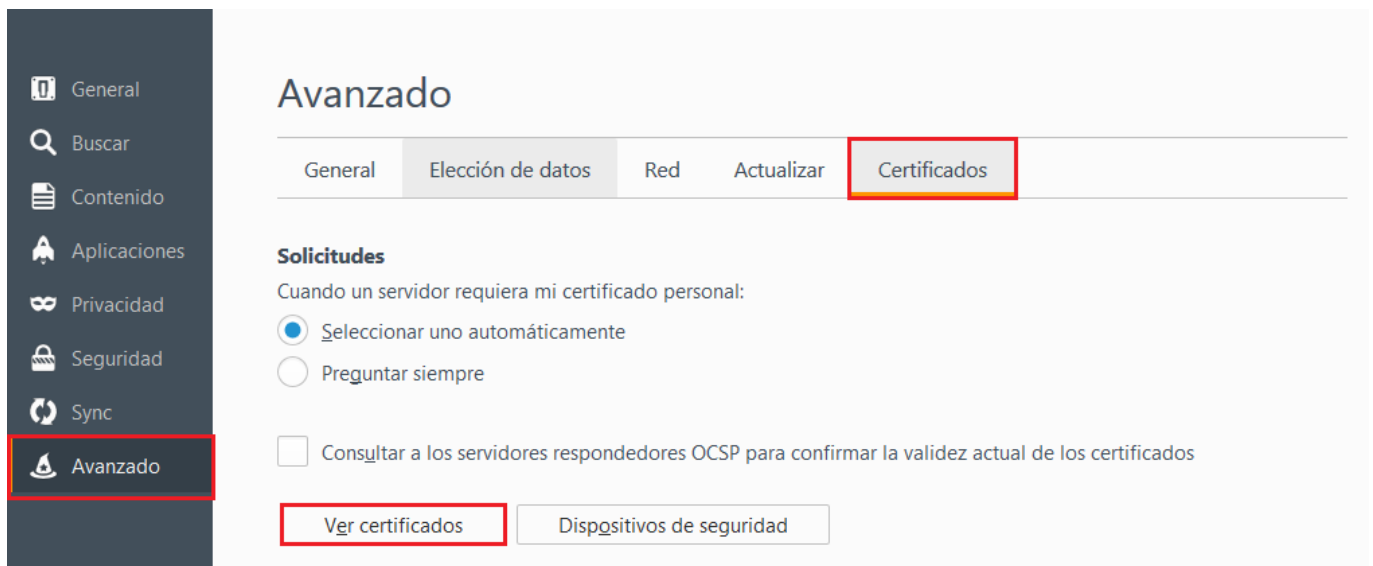 General
Buscar
Contenido
Aplicaciones
Privacidad
Seguridad
Sync
Avanzado
Avanzado
General Elección de datos Red Actualizar Certificados
Solicitudes
Cuando un servidor requiera mi certificado personal:
Seleccionar uno automáticamente
Preguntar siempre
Consultar a los servidores respondedores OCSP para confirmar la validez actual de los certificados
Ver certificados Dispositivos de seguridad